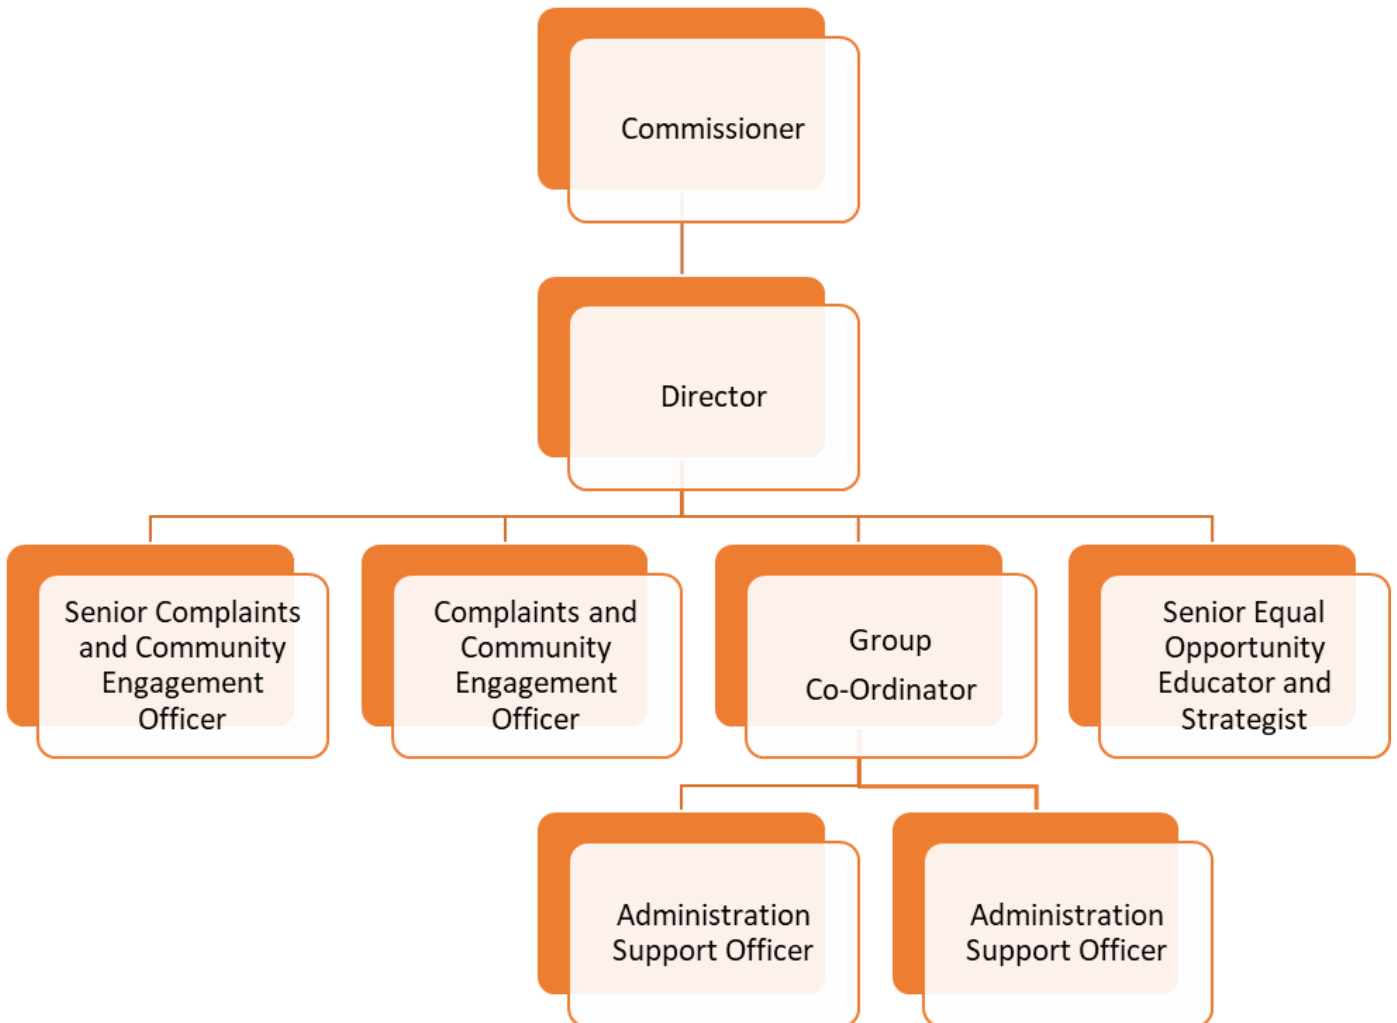 Commissioner
Director
Senior Complaints
and Community
Engagement
Officer
Complaints and
Community
Engagement
Officer
Group
Co-Ordinator
Senior Equal
Opportunity
Educator and
Strategist
Administration
Support Officer
Administration
Support Officer